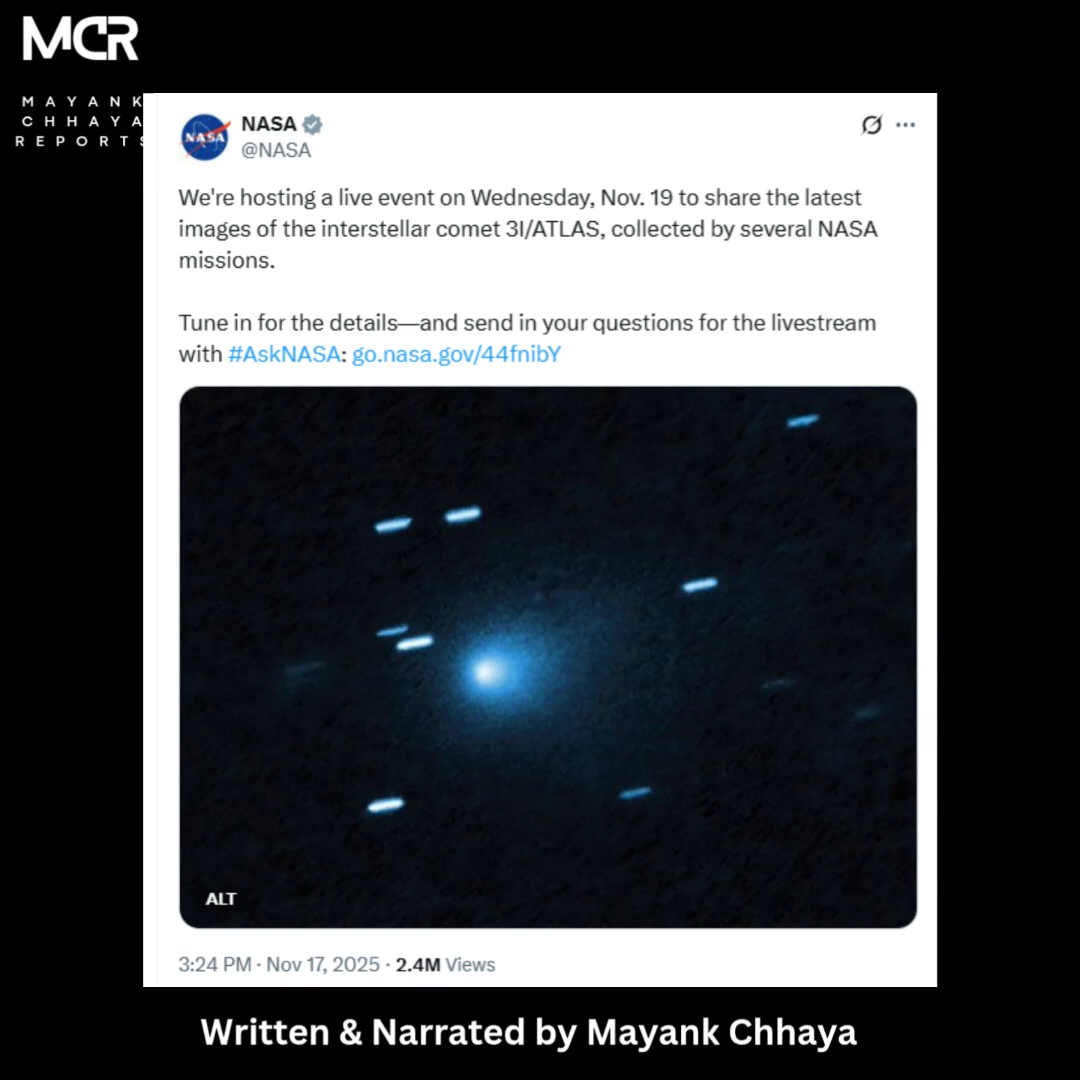 MCR
MAYANK
CHHAYA
REPORTS
NASA
NASA
@NASA
We're hosting a live event on Wednesday, Nov. 19 to share the latest
images of the interstellar comet 3I/ATLAS, collected by several NASA
missions.
Tune in for the details—and send in your questions for the livestream
with #AskNASA: go.nasa.gov/44fnibY
ALT
3:24 PM · Nov 17, 2025 · 2.4M Views
Written & Narrated by Mayank Chhaya